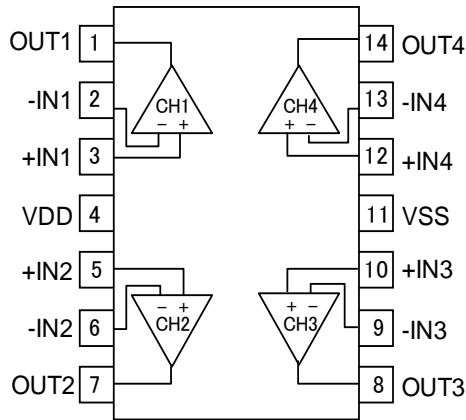 OUT1 1 14 OUT4
-IN1 2 CH1 CH4 13 -IN4
- + + -
+IN1 3 12 +IN4
VDD 4 11 VSS
+IN2 5 10 +IN3
- + + -
-IN2 6 CH2 CH3 9 -IN3
OUT2 7 8 OUT3